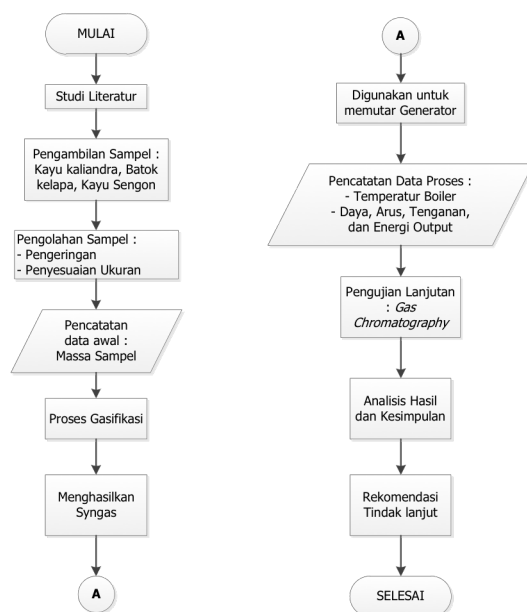 MULAI
Studi Literatur
Pengambilan Sampel :
Kayu kaliandra, Batok
kelapa, Kayu Sengon
Pengolahan Sampel :
- Pengeringan
- Penyesuaian Ukuran
Pencatatan
data awal :
Massa Sampel
Proses Gasifikasi
Menghasilkan
Syngas
A
A
Digunakan untuk
memutar Generator
Pencatatan Data Proses :
- Temperatur Boiler
- Daya, Arus, Tenganan,
dan Energi Output
Pengujian Lanjutan
: Gas
Chromatography
Analisis Hasil
dan Kesimpulan
Rekomendasi
Tindak lanjut
SELESAI